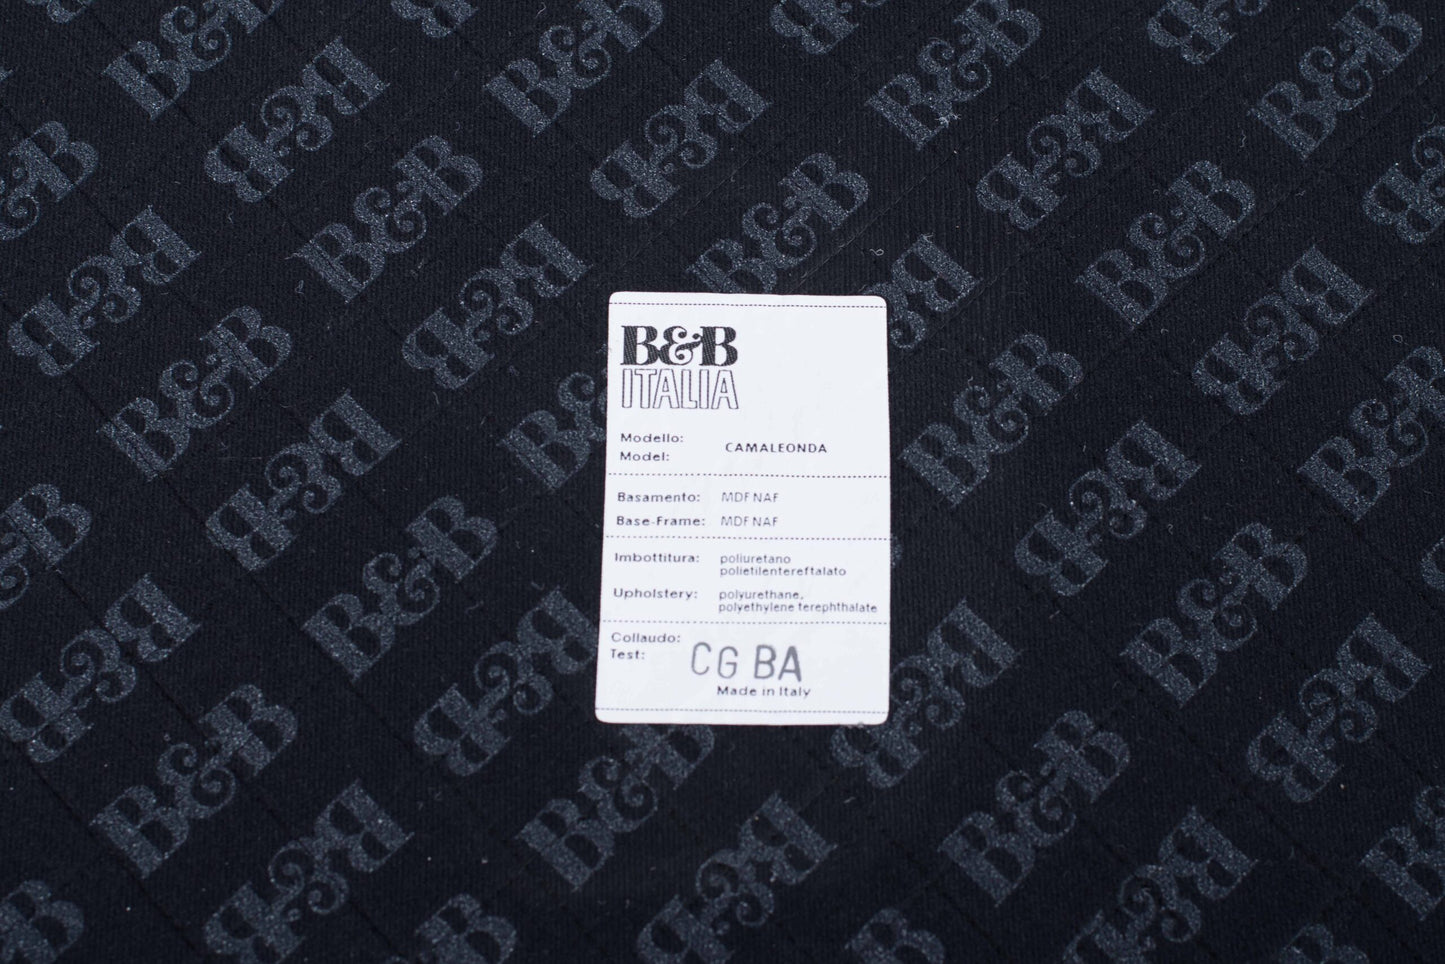 B&B
ITALIA
Modello:
Model: CAMALEONDA
Basamento: MDF NAF
Base-Frame: MDF NAF
Imbottitura: poliuretano
polietilentereftalato
Upholstery: polyurethane,
polyethylene terephthalate
Collaudo:
Test: CG BA
Made in Italy